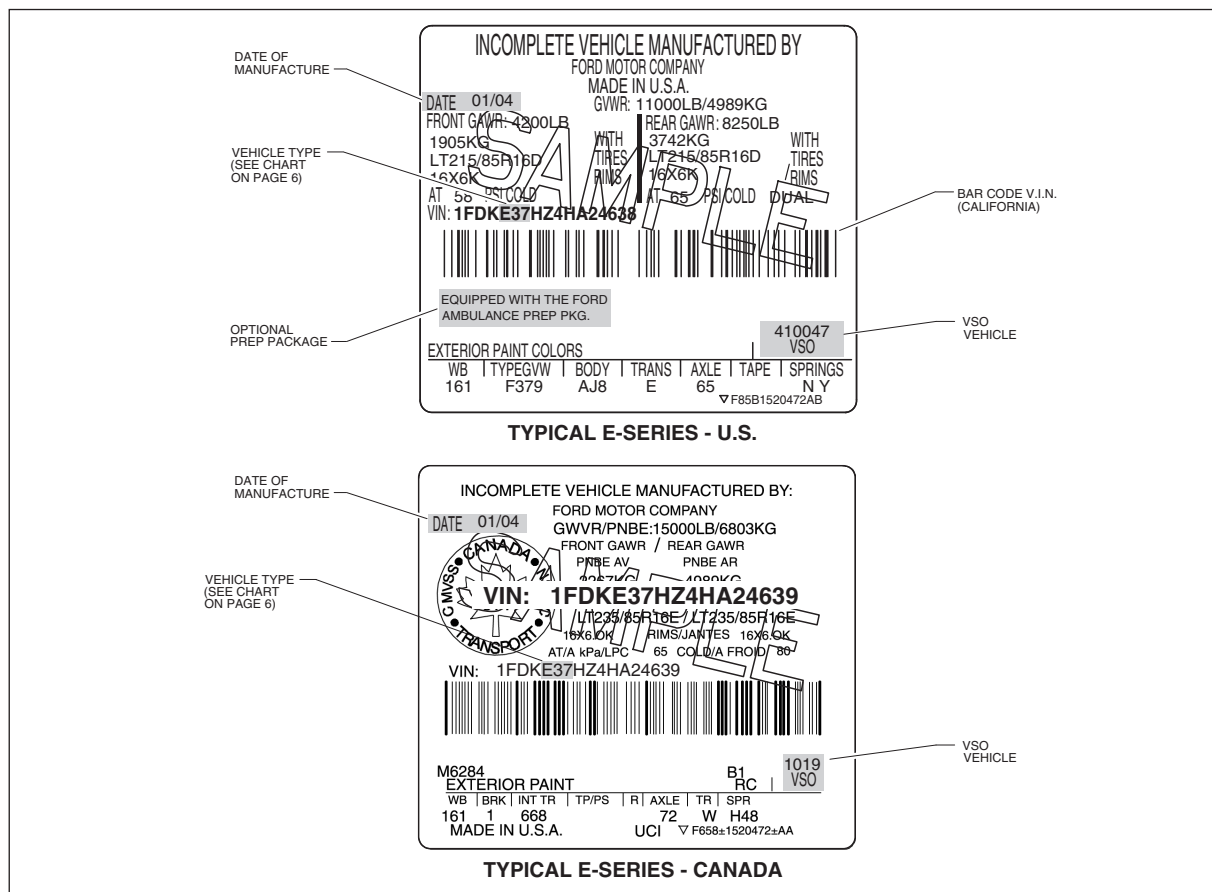 DATE OF
MANUFACTURE
VEHICLE TYPE
(SEE CHART
ON PAGE 6)
OPTIONAL
PREP PACKAGE
INCOMPLETE VEHICLE MANUFACTURED BY
FORD MOTOR COMPANY
MADE IN U.S.A.
DATE 01/04 GVWR: 11000LB/4989KG
FRONT GAWR: 4200LB REAR GAWR: 8250LB
1905KG WITH 3742KG WITH
LT215/85R16D TIRES LT215/85R16D /TIRES
16X6K RIMS 16X6K /RIMS
AT 58 PSI COLD AT 65 PSI/COLD DUAL
VIN: 1FDKE37HZ4HA24638
SAMPLE
EQUIPPED WITH THE FORD
AMBULANCE PREP PKG.
410047
VSO
EXTERIOR PAINT COLORS
WB TYPEGVW BODY TRANS AXLE TAPE SPRINGS
161 F379 AJ8 E 65 N Y
F85B1520472AB
BAR CODE V.I.N.
(CALIFORNIA)
VSO
VEHICLE
TYPICAL E-SERIES - U.S.
DATE OF
MANUFACTURE
VEHICLE TYPE
(SEE CHART
ON PAGE 6)
INCOMPLETE VEHICLE MANUFACTURED BY:
FORD MOTOR COMPANY
DATE 01/04 GWVR/PNBE:15000LB/6803KG
FRONT GAWR / REAR GAWR
PNBE AV PNBE AR
CANADA
C MVSS
TRANSPORT
VIN: 1FDKE37HZ4HA24639
LT235/85R16E / LT235/85R16E
16X6.OK RIMS/JANTES 16X6.OK
AT/A kPa/LPC 65 COLD/A FROID 80
SAMPLE
VIN: 1FDKE37HZ4HA24639
M6284 B1
EXTERIOR PAINT RC
1019
VSO
WB BRK INT TR TP/PS R AXLE TR SPR
161 1 668 72 W H48
MADE IN U.S.A. UCI F658±1520472±AA
VSO
VEHICLE
TYPICAL E-SERIES - CANADA